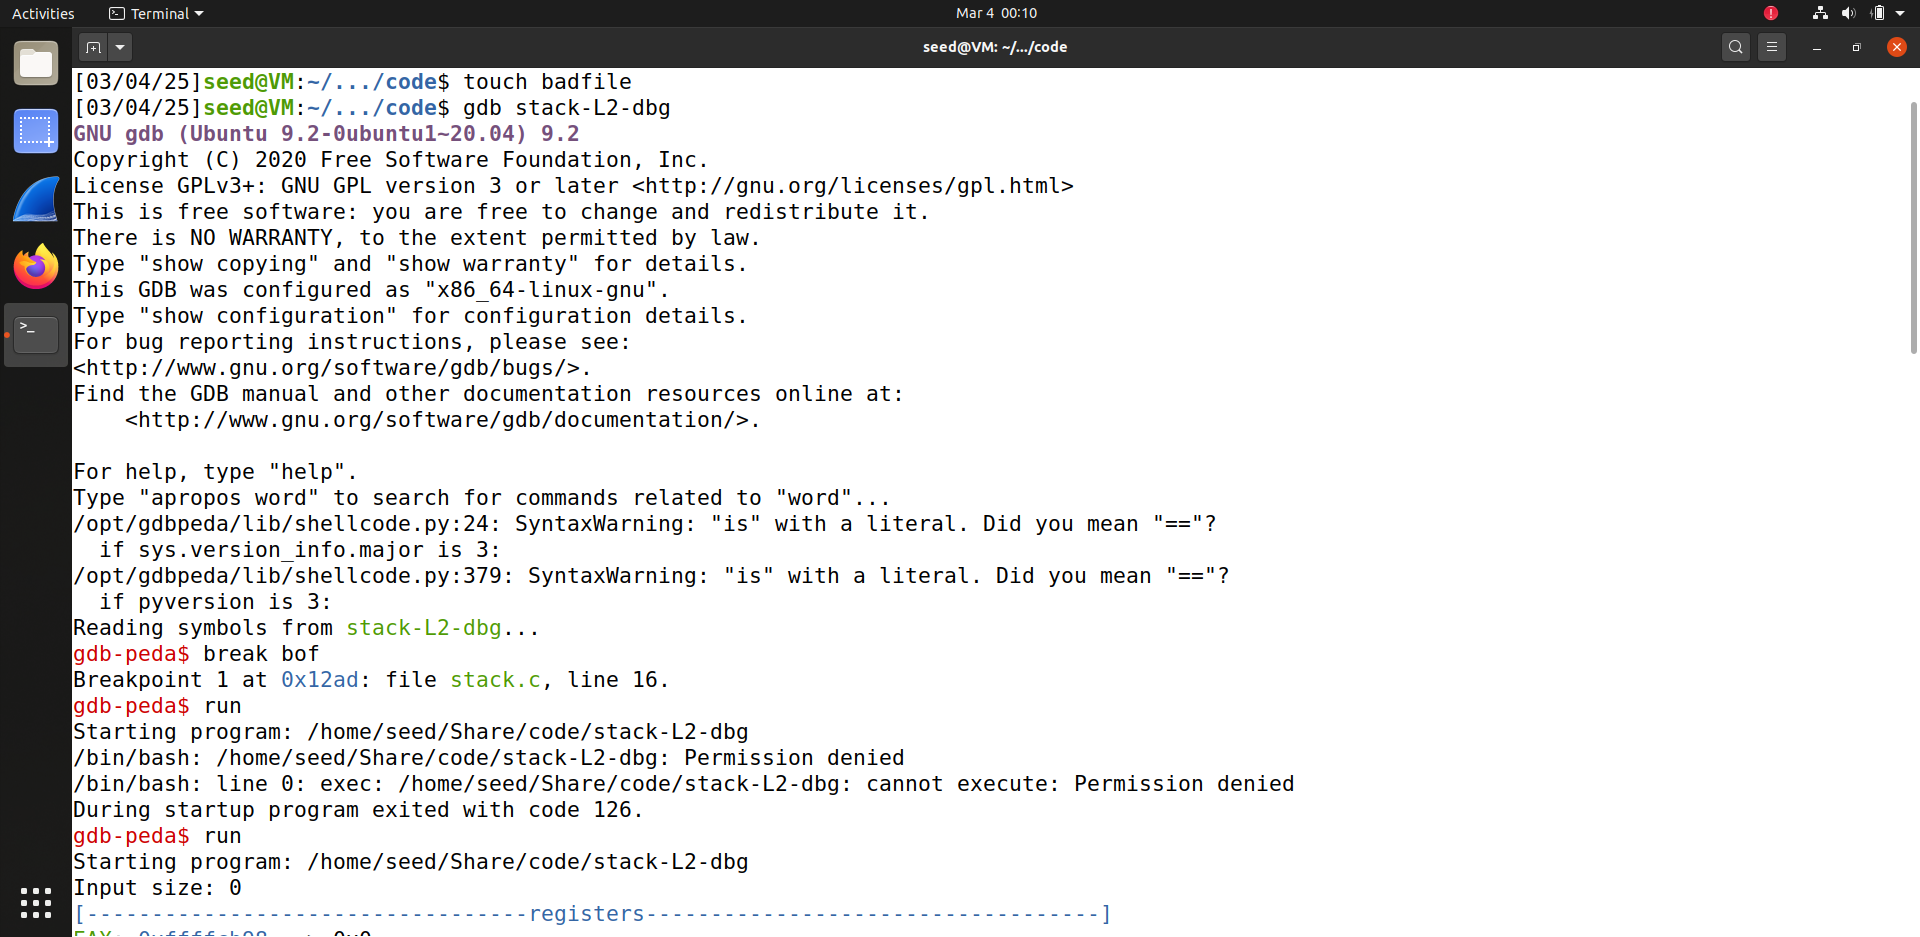 Activities
Terminal
Mar 4 00:10
seed@VM: ~/.../code
[03/04/25]seed@VM:~/.../code$ touch badfile
[03/04/25]seed@VM:~/.../code$ gdb stack-L2-dbg
GNU gdb (Ubuntu 9.2-0ubuntu1~20.04) 9.2
Copyright (C) 2020 Free Software Foundation, Inc.
License GPLv3+: GNU GPL version 3 or later <http://gnu.org/licenses/gpl.html>
This is free software: you are free to change and redistribute it.
There is NO WARRANTY, to the extent permitted by law.
Type "show copying" and "show warranty" for details.
This GDB was configured as "x86_64-linux-gnu".
Type "show configuration" for configuration details.
For bug reporting instructions, please see:
<http://www.gnu.org/software/gdb/bugs/>.
Find the GDB manual and other documentation resources online at:
    <http://www.gnu.org/software/gdb/documentation/>.
For help, type "help".
Type "apropos word" to search for commands related to "word"...
/opt/gdbpeda/lib/shellcode.py:24: SyntaxWarning: "is" with a literal. Did you mean "=="?
  if sys.version_info.major is 3:
/opt/gdbpeda/lib/shellcode.py:379: SyntaxWarning: "is" with a literal. Did you mean "=="?
  if pyversion is 3:
Reading symbols from stack-L2-dbg...
gdb-peda$ break bof
Breakpoint 1 at 0x12ad: file stack.c, line 16.
gdb-peda$ run
Starting program: /home/seed/Share/code/stack-L2-dbg
/bin/bash: /home/seed/Share/code/stack-L2-dbg: Permission denied
/bin/bash: line 0: exec: /home/seed/Share/code/stack-L2-dbg: cannot execute: Permission denied
During startup program exited with code 126.
gdb-peda$ run
Starting program: /home/seed/Share/code/stack-L2-dbg
Input size: 0
[----------------------------------registers-----------------------------------]